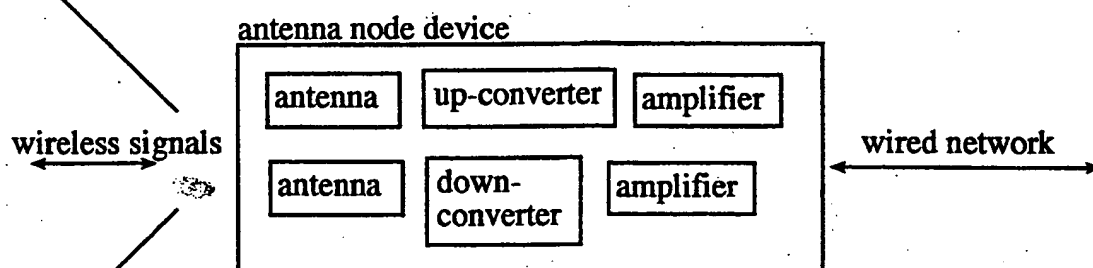 antenna node device
antenna up-converter amplifier
wireless signals wired network
antenna down- amplifier
converter